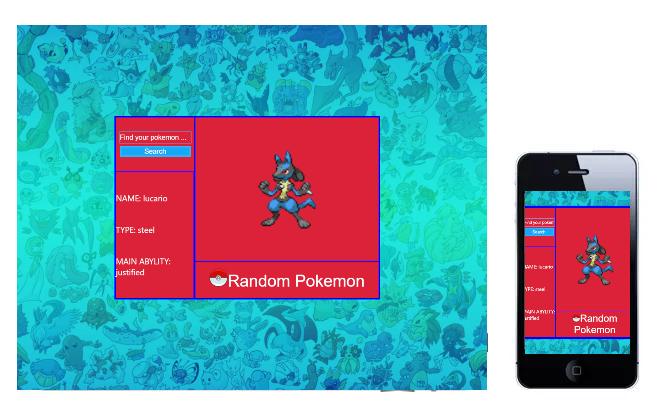 Find your pokemon ...
Search
NAME: lucario
TYPE: steel
MAIN ABYLITY:
justified
Random Pokemon
Find your pokem
Search
NAME: lucario
TYPE: steel
MAIN ABYLITY:
justified
Random
Pokemon